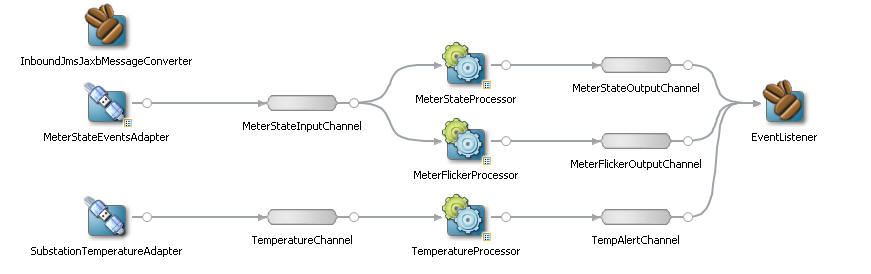 InboundJmsJaxbMessageConverter
MeterStateEventsAdapter
MeterStateInputChannel
MeterStateProcessor
MeterStateOutputChannel
EventListener
MeterFlickerProcessor
MeterFlickerOutputChannel
SubstationTemperatureAdapter
TemperatureChannel
TemperatureProcessor
TempAlertChannel